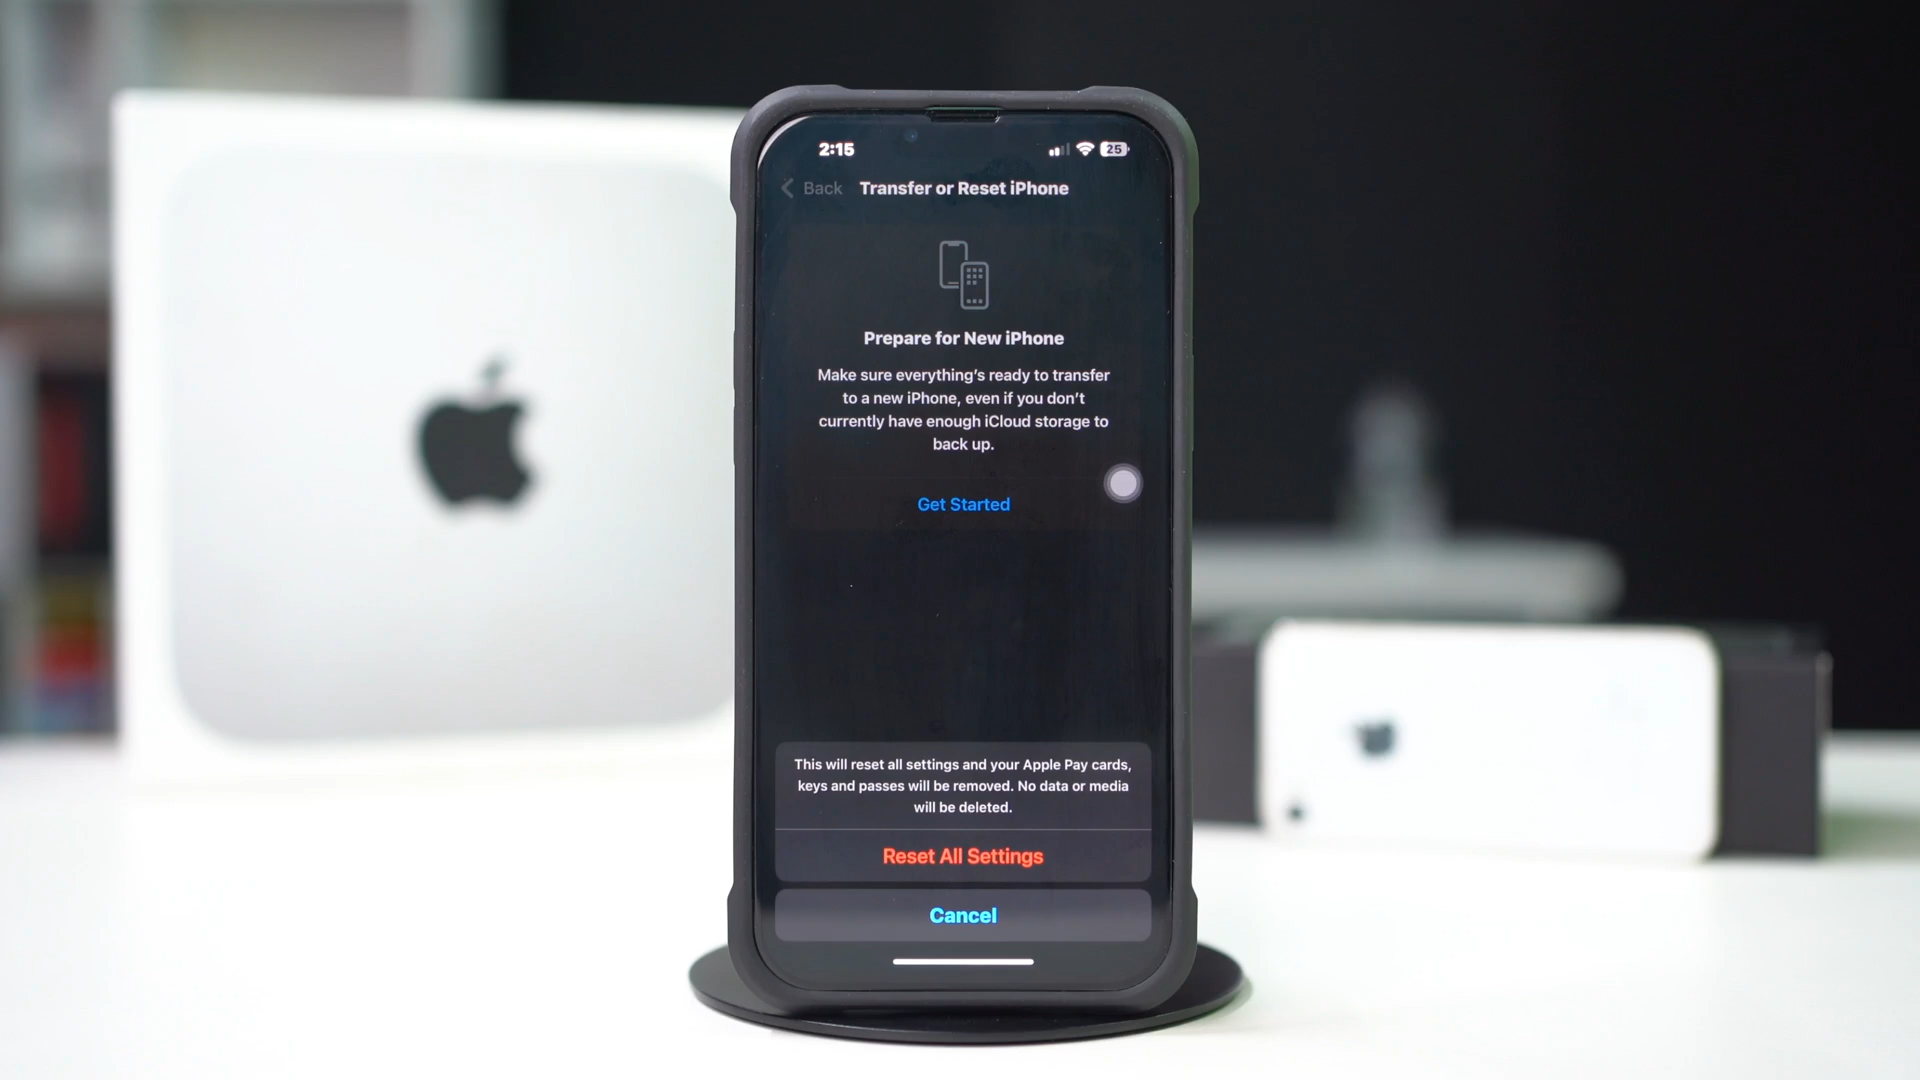 2:15
25
Back
Transfer or Reset iPhone
Prepare for New iPhone
Make sure everything’s ready to transfer
to a new iPhone, even if you don’t
currently have enough iCloud storage to
back up.
Get Started
This will reset all settings and your Apple Pay cards,
keys and passes will be removed. No data or media
will be deleted.
Reset All Settings
Cancel